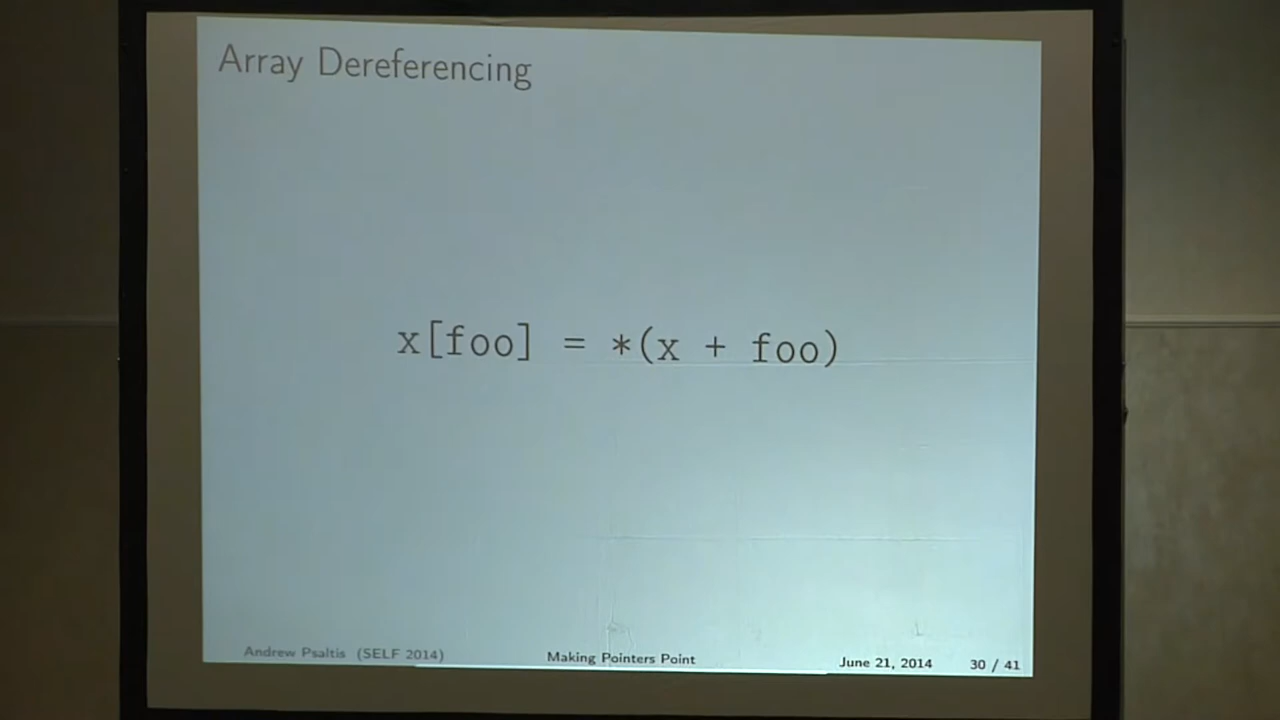 Array Dereferencing
x[foo] = *(x + foo)
Andrew Psaltis (SELF 2014) Making Pointers Point June 21, 2014 30 / 41